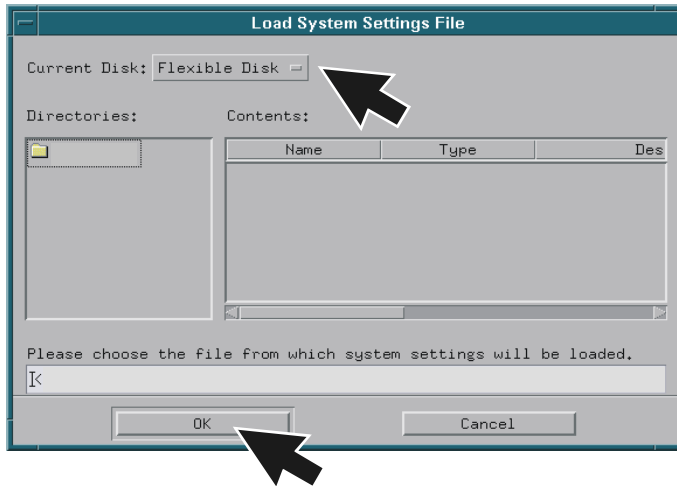 Load System Settings File
Current Disk: Flexible Disk
Directories: Contents:
Name Type Des
Please choose the file from which system settings will be loaded.
OK Cancel